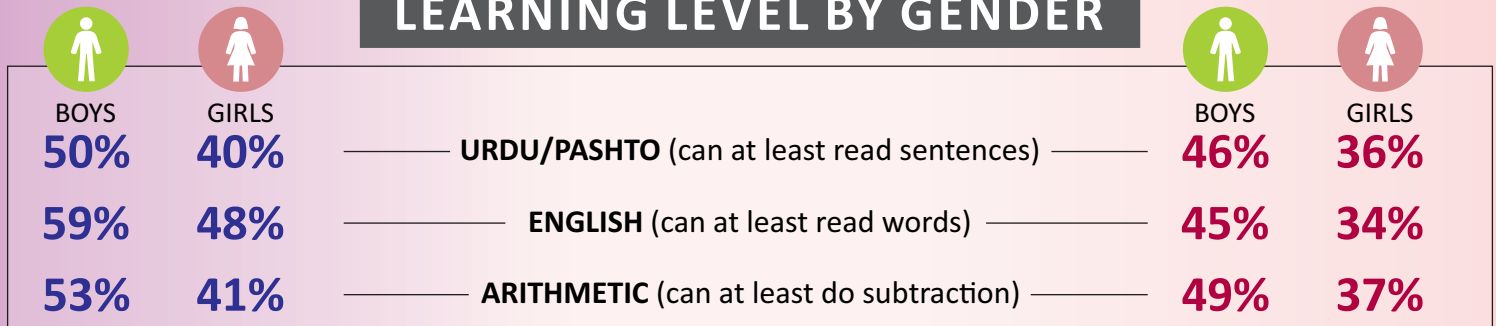 LEARNING LEVEL BY GENDER
BOYS GIRLS BOYS GIRLS
50% 40% URDU/PASHTO (can at least read sentences) 46% 36%
59% 48% ENGLISH (can at least read words) 45% 34%
53% 41% ARITHMETIC (can at least do subtraction) 49% 37%